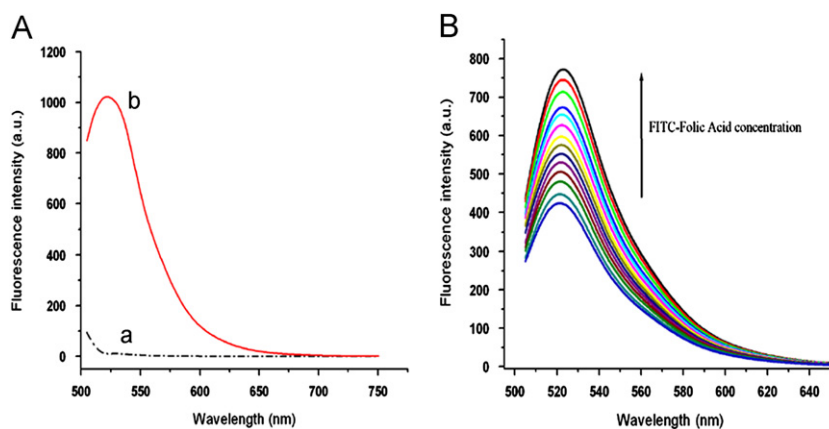 A
Fluorescence intensity (a.u.)
1200
1000
800
600
400
200
0
b
a
500 550 600 650 700 750
Wavelength (nm)
B
Fluorescence intensity (a.u.)
800
700
600
500
400
300
200
100
0
FITC-Folic Acid concentration
500 520 540 560 580 600 620 640
Wavelength (nm)